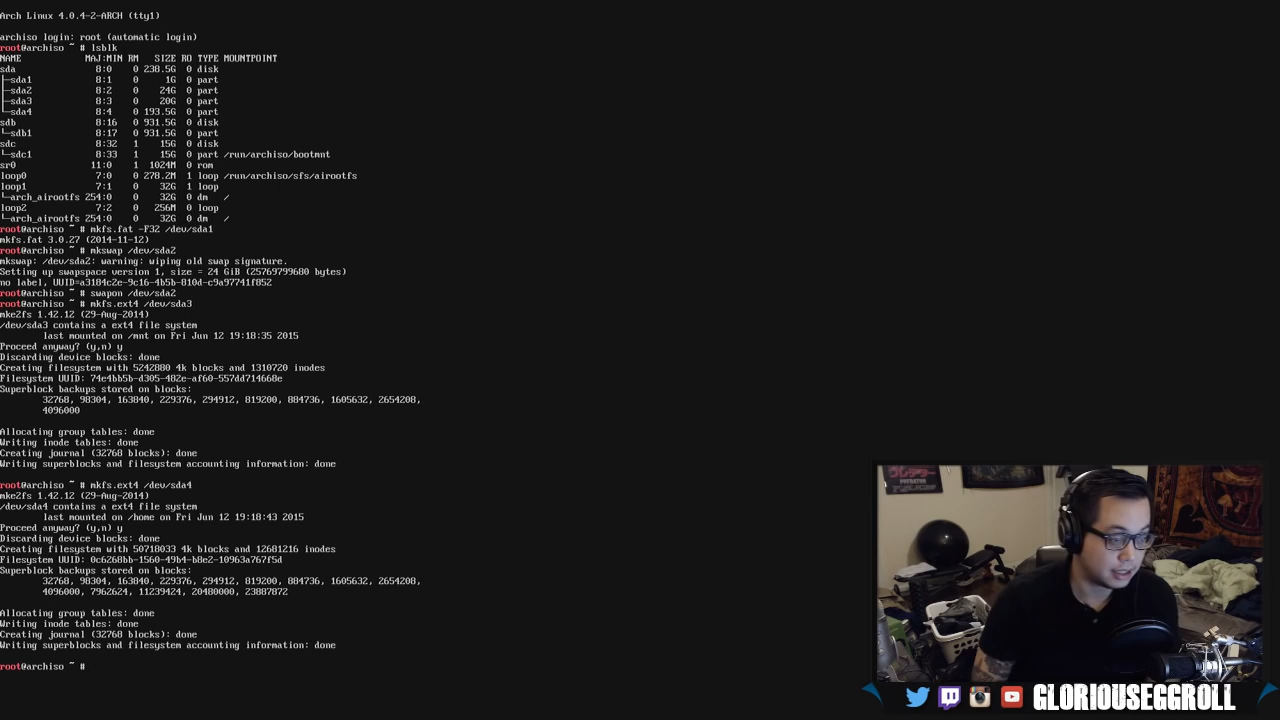 Arch Linux 4.0.4-2-ARCH (tty1)
archiso login: root (automatic login)
root@archiso ~ # lsblk
NAME MAJ:MIN RM SIZE RO TYPE MOUNTPOINT
sda 8:0 0 238.5G 0 disk
├─sda1 8:1 0 1G 0 part
├─sda2 8:2 0 24G 0 part
├─sda3 8:3 0 20G 0 part
└─sda4 8:4 0 193.5G 0 part
sdb 8:16 0 931.5G 0 disk
└─sdb1 8:17 0 931.5G 0 part
sdc 8:32 1 15G 0 disk
└─sdc1 8:33 1 15G 0 part /run/archiso/bootmnt
sr0 11:0 1 1024M 0 rom
loop0 7:0 0 278.2M 1 loop /run/archiso/sfs/airootfs
loop1 7:1 0 32G 1 loop
└─arch_airootfs 254:0 0 32G 0 dm /
loop2 7:2 0 256M 0 loop
└─arch_airootfs 254:0 0 32G 0 dm /
root@archiso ~ # mkfs.fat -F32 /dev/sda1
mkfs.fat 3.0.27 (2014-11-12)
root@archiso ~ # mkswap /dev/sda2
mkswap: /dev/sda2: warning: wiping old swap signature.
Setting up swapspace version 1, size = 24 GiB (25769799680 bytes)
no label, UUID=a3184c2e-9c16-4b5b-810d-c9a97741f852
root@archiso ~ # swapon /dev/sda2
root@archiso ~ # mkfs.ext4 /dev/sda3
mke2fs 1.42.12 (29-Aug-2014)
/dev/sda3 contains a ext4 file system
last mounted on /mnt on Fri Jun 12 19:18:35 2015
Proceed anyway? (y,n) y
Discarding device blocks: done
Creating filesystem with 5242880 4k blocks and 1310720 inodes
Filesystem UUID: 74e4bb5b-d305-482e-af60-557dd714668e
Superblock backups stored on blocks:
32768, 98304, 163840, 229376, 294912, 819200, 884736, 1605632, 2654208,
4096000
Allocating group tables: done
Writing inode tables: done
Creating journal (32768 blocks): done
Writing superblocks and filesystem accounting information: done
root@archiso ~ # mkfs.ext4 /dev/sda4
mke2fs 1.42.12 (29-Aug-2014)
/dev/sda4 contains a ext4 file system
last mounted on /home on Fri Jun 12 19:18:43 2015
Proceed anyway? (y,n) y
Discarding device blocks: done
Creating filesystem with 50718033 4k blocks and 12681216 inodes
Filesystem UUID: 0c6268bb-1560-49b4-b8e2-10963a767f5d
Superblock backups stored on blocks:
32768, 98304, 163840, 229376, 294912, 819200, 884736, 1605632, 2654208,
4096000, 7962624, 11239424, 20480000, 23887872
Allocating group tables: done
Writing inode tables: done
Creating journal (32768 blocks): done
Writing superblocks and filesystem accounting information: done
root@archiso ~ #
PREDATOR
GLORIOUSEGGROLL